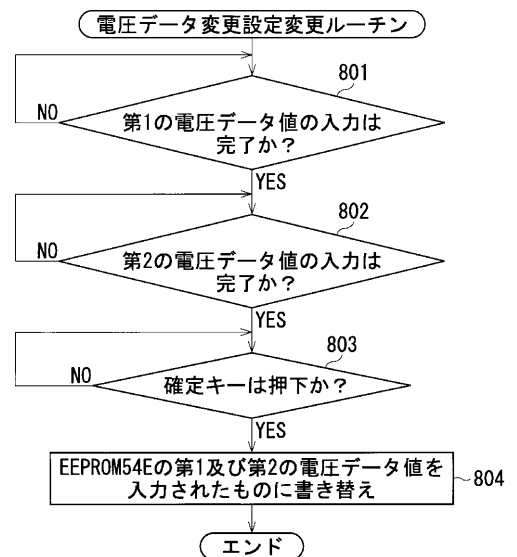 電圧データ変更設定変更ルーチン
801
第1の電圧データ値の入力は
完了か?
NO
YES
802
第2の電圧データ値の入力は
完了か?
NO
YES
803
確定キーは押下か?
NO
YES
EEPROM54Eの第1及び第2の電圧データ値を
入力されたものに書き替え
804
エンド